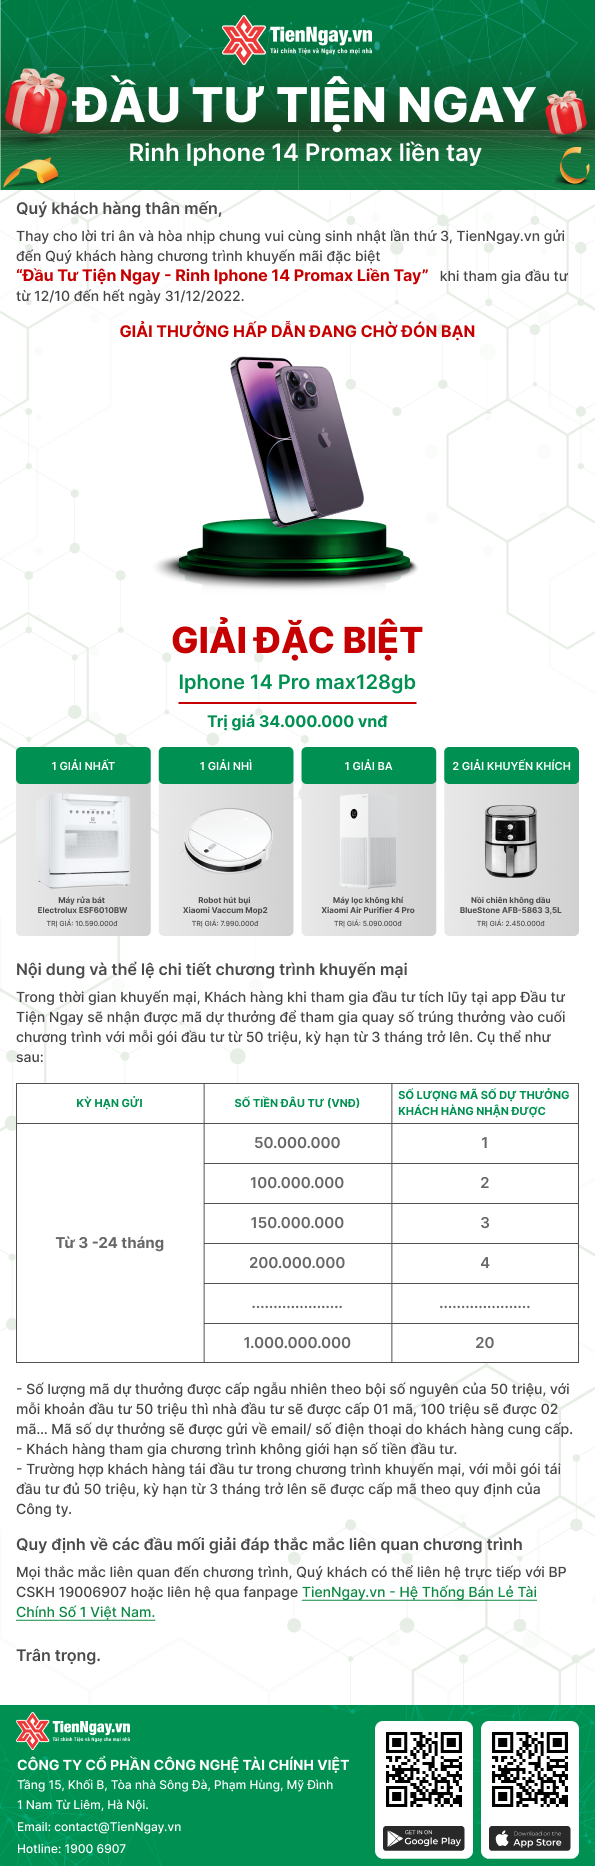 TienNgay.vn
Tài chính Tiện và Ngay cho mọi nhà
ĐẦU TƯ TIỆN NGAY
Rinh Iphone 14 Promax liền tay
Quý khách hàng thân mến,
Thay cho lời tri ân và hòa nhịp chung vui cùng sinh nhật lần thứ 3, TienNgay.vn gửi
đến Quý khách hàng chương trình khuyến mãi đặc biệt
“Đầu Tư Tiện Ngay - Rinh Iphone 14 Promax Liền Tay” khi tham gia đầu tư
từ 12/10 đến hết ngày 31/12/2022.
GIẢI THƯỞNG HẤP DẪN ĐANG CHỜ ĐÓN BẠN
GIẢI ĐẶC BIỆT
Iphone 14 Pro max128gb
Trị giá 34.000.000 vnđ
1 GIẢI NHẤT
Máy rửa bát
Electrolux ESF6010BW
TRỊ GIÁ: 10.590.000đ
1 GIẢI NHÌ
Robot hút bụi
Xiaomi Vaccum Mop2
TRỊ GIÁ: 7.990.000đ
1 GIẢI BA
Máy lọc không khí
Xiaomi Air Purifier 4 Pro
TRỊ GIÁ: 5.090.000đ
2 GIẢI KHUYẾN KHÍCH
Nồi chiên không dầu
BlueStone AFB-5863 3,5L
TRỊ GIÁ: 2.450.000đ
Nội dung và thể lệ chi tiết chương trình khuyến mại
Trong thời gian khuyến mại, Khách hàng khi tham gia đầu tư tích lũy tại app Đầu tư
Tiện Ngay sẽ nhận được mã dự thưởng để tham gia quay số trúng thưởng vào cuối
chương trình với mỗi gói đầu tư từ 50 triệu, kỳ hạn từ 3 tháng trở lên. Cụ thể như
sau:
KỲ HẠN GỬI
SỐ TIỀN ĐẦU TƯ (VNĐ)
SỐ LƯỢNG MÃ SỐ DỰ THƯỞNG
KHÁCH HÀNG NHẬN ĐƯỢC
Từ 3 -24 tháng
50.000.000 1
100.000.000 2
150.000.000 3
200.000.000 4
..................... .....................
1.000.000.000 20
- Số lượng mã dự thưởng được cấp ngẫu nhiên theo bội số nguyên của 50 triệu, với
mỗi khoản đầu tư 50 triệu thì nhà đầu tư sẽ được cấp 01 mã, 100 triệu sẽ được 02
mã... Mã số dự thưởng sẽ được gửi về email/ số điện thoại do khách hàng cung cấp.
- Khách hàng tham gia chương trình không giới hạn số tiền đầu tư.
- Trường hợp khách hàng tái đầu tư trong chương trình khuyến mại, với mỗi gói tái
đầu tư đủ 50 triệu, kỳ hạn từ 3 tháng trở lên sẽ được cấp mã theo quy định của
Công ty.
Quy định về các đầu mối giải đáp thắc mắc liên quan chương trình
Mọi thắc mắc liên quan đến chương trình, Quý khách có thể liên hệ trực tiếp với BP
CSKH 19006907 hoặc liên hệ qua fanpage TienNgay.vn - Hệ Thống Bán Lẻ Tài
Chính Số 1 Việt Nam.
Trân trọng.
TienNgay.vn
Tài chính Tiện và Ngay cho mọi nhà
CÔNG TY CỔ PHẦN CÔNG NGHỆ TÀI CHÍNH VIỆT
Tầng 15, Khối B, Tòa nhà Sông Đà, Phạm Hùng, Mỹ Đình
1 Nam Từ Liêm, Hà Nội.
Email: contact@TienNgay.vn
Hotline: 1900 6907
GET IN ON
Google Play
Download on the
App Store